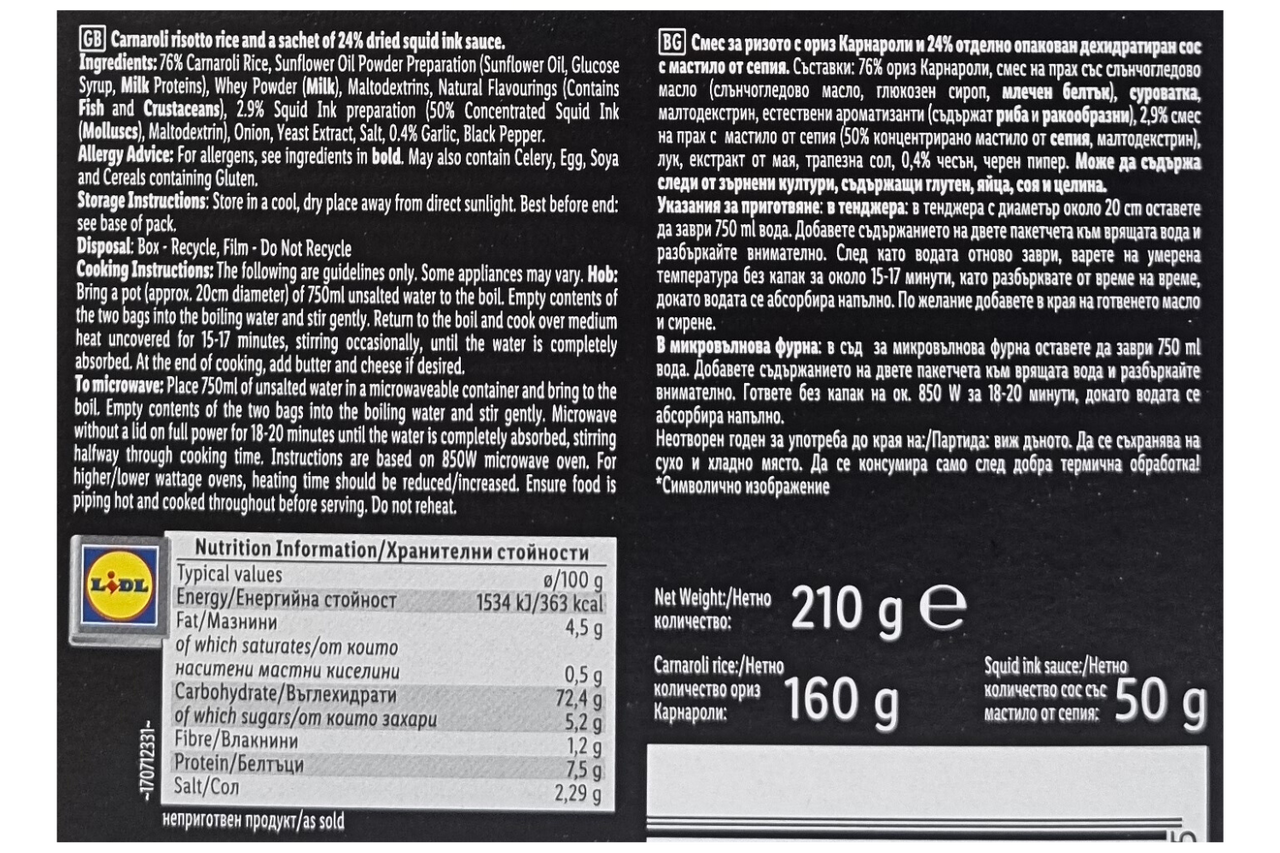 GB Carnaroli risotto rice and a sachet of 24% dried squid ink sauce.
Ingredients: 76% Carnaroli Rice, Sunflower Oil Powder Preparation (Sunflower Oil, Glucose
Syrup, Milk Proteins), Whey Powder (Milk), Maltodextrins, Natural Flavourings (Contains
Fish and Crustaceans), 2.9% Squid Ink preparation (50% Concentrated Squid Ink
(Molluscs), Maltodextrin), Onion, Yeast Extract, Salt, 0.4% Garlic, Black Pepper.
Allergy Advice: For allergens, see ingredients in bold. May also contain Celery, Egg, Soya
and Cereals containing Gluten.
Storage Instructions: Store in a cool, dry place away from direct sunlight. Best before end:
see base of pack.
Disposal: Box - Recycle, Film - Do Not Recycle
Cooking Instructions: The following are guidelines only. Some appliances may vary. Hob:
Bring a pot (approx. 20cm diameter) of 750ml unsalted water to the boil. Empty contents of
the two bags into the boiling water and stir gently. Return to the boil and cook over medium
heat uncovered for 15-17 minutes, stirring occasionally, until the water is completely
absorbed. At the end of cooking, add butter and cheese if desired.
To microwave: Place 750ml of unsalted water in a microwaveable container and bring to the
boil. Empty contents of the two bags into the boiling water and stir gently. Microwave
without a lid on full power for 18-20 minutes until the water is completely absorbed, stirring
halfway through cooking time. Instructions are based on 850W microwave oven. For
higher/lower wattage ovens, heating time should be reduced/increased. Ensure food is
piping hot and cooked throughout before serving. Do not reheat.
LIDL
Nutrition Information/Хранителни стойности
Typical values ø/100 g
Energy/Енергийна стойност 1534 kJ/363 kcal
Fat/Мазнини 4,5 g
of which saturates/от които
наситени мастни киселини 0,5 g
Carbohydrate/Въглехидрати 72,4 g
of which sugars/от които захари 5,2 g
Fibre/Влакнини 1,2 g
Protein/Белтъци 7,5 g
Salt/Сол 2,29 g
неприготвен продукт/as sold
-170712331-
BG Смес за ризото с ориз Карнароли и 24% отделно опакован дехидратиран сос
с мастило от сепия. Съставки: 76% ориз Карнароли, смес на прах със слънчогледово
масло (слънчогледово масло, глюкозен сироп, млечен белтък), суроватка,
малтодекстрин, естествени ароматизанти (съдържат риба и ракообразни), 2,9% смес
на прах с мастило от сепия (50% концентрирано мастило от сепия, малтодекстрин),
лук, екстракт от мая, трапезна сол, 0,4% чесън, черен пипер. Може да съдържа
следи от зърнени култури, съдържащи глутен, яйца, соя и целина.
Указания за приготвяне: в тенджера: в тенджера с диаметър около 20 cm оставете
да заври 750 ml вода. Добавете съдържанието на двете пакетчета към врящата вода и
разбъркайте внимателно. След като водата отново заври, варете на умерена
температура без капак за около 15-17 минути, като разбърквате от време на време,
докато водата се абсорбира напълно. По желание добавете в края на готвенето масло
и сирене.
В микровълнова фурна: в съд за микровълнова фурна оставете да заври 750 ml
вода. Добавете съдържанието на двете пакетчета към врящата вода и разбъркайте
внимателно. Гответе без капак на ок. 850 W за 18-20 минути, докато водата се
абсорбира напълно.
Неотворен годен за употреба до края на:/Партида: виж дъното. Да се съхранява на
сухо и хладно място. Да се консумира само след добра термична обработка!
*Символично изображение
Net Weight:/Нетно
количество: 210 g ℮
Carnaroli rice:/Нетно
количество ориз
Карнароли: 160 g
Squid ink sauce:/Нетно
количество сос със
мастило от сепия: 50 g